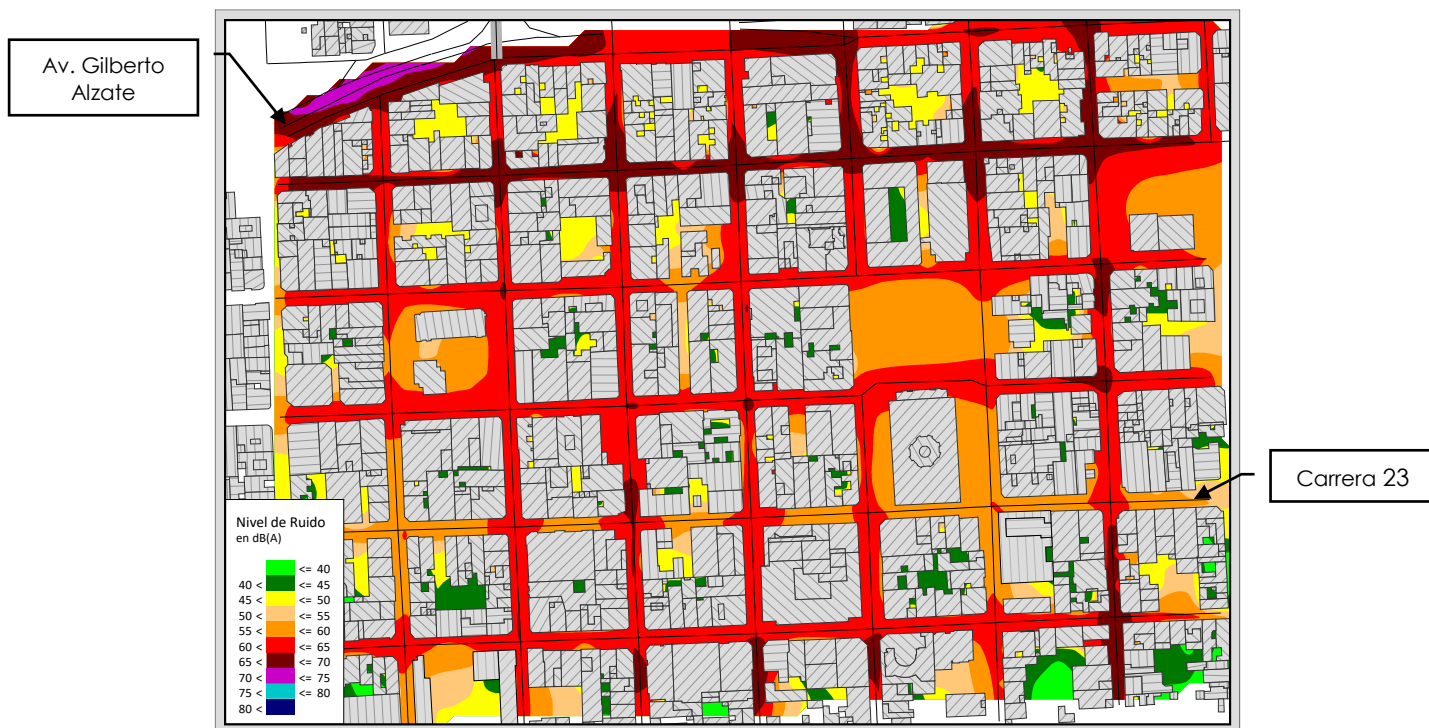 Av. Gilberto
Alzate
Carrera 23
Nivel de Ruido
en dB(A)
<= 40
40 < <= 45
45 < <= 50
50 < <= 55
55 < <= 60
60 < <= 65
65 < <= 70
70 < <= 75
75 < <= 80
80 <